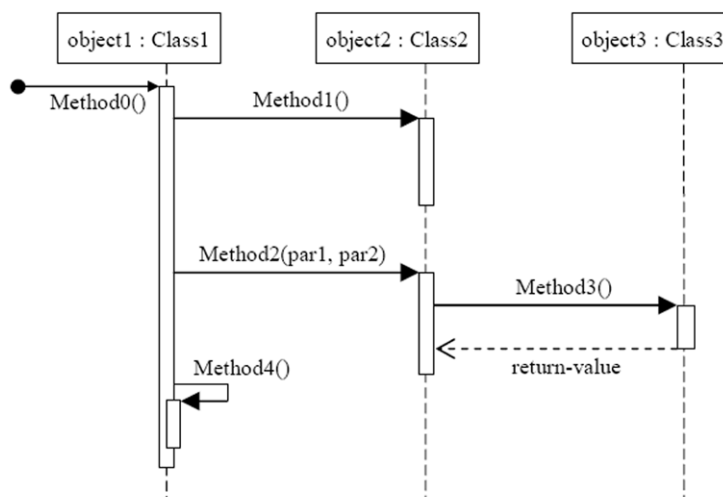 object1 : Class1
object2 : Class2
object3 : Class3
Method0()
Method1()
Method2(par1, par2)
Method3()
return-value
Method4()